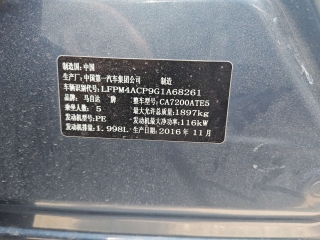 制造国:中国
生产厂:中国第一汽车集团公司 制造
车辆识别代号:LFPM4ACP9G1A68261
品牌:马自达 牌 整车型号:CA7200ATE5
乘坐人数:5 最大允许总质量:1897kg
发动机型号:PE 发动机最大净功率:116kW
发动机排量:1.998L 生产日期:2016年11月